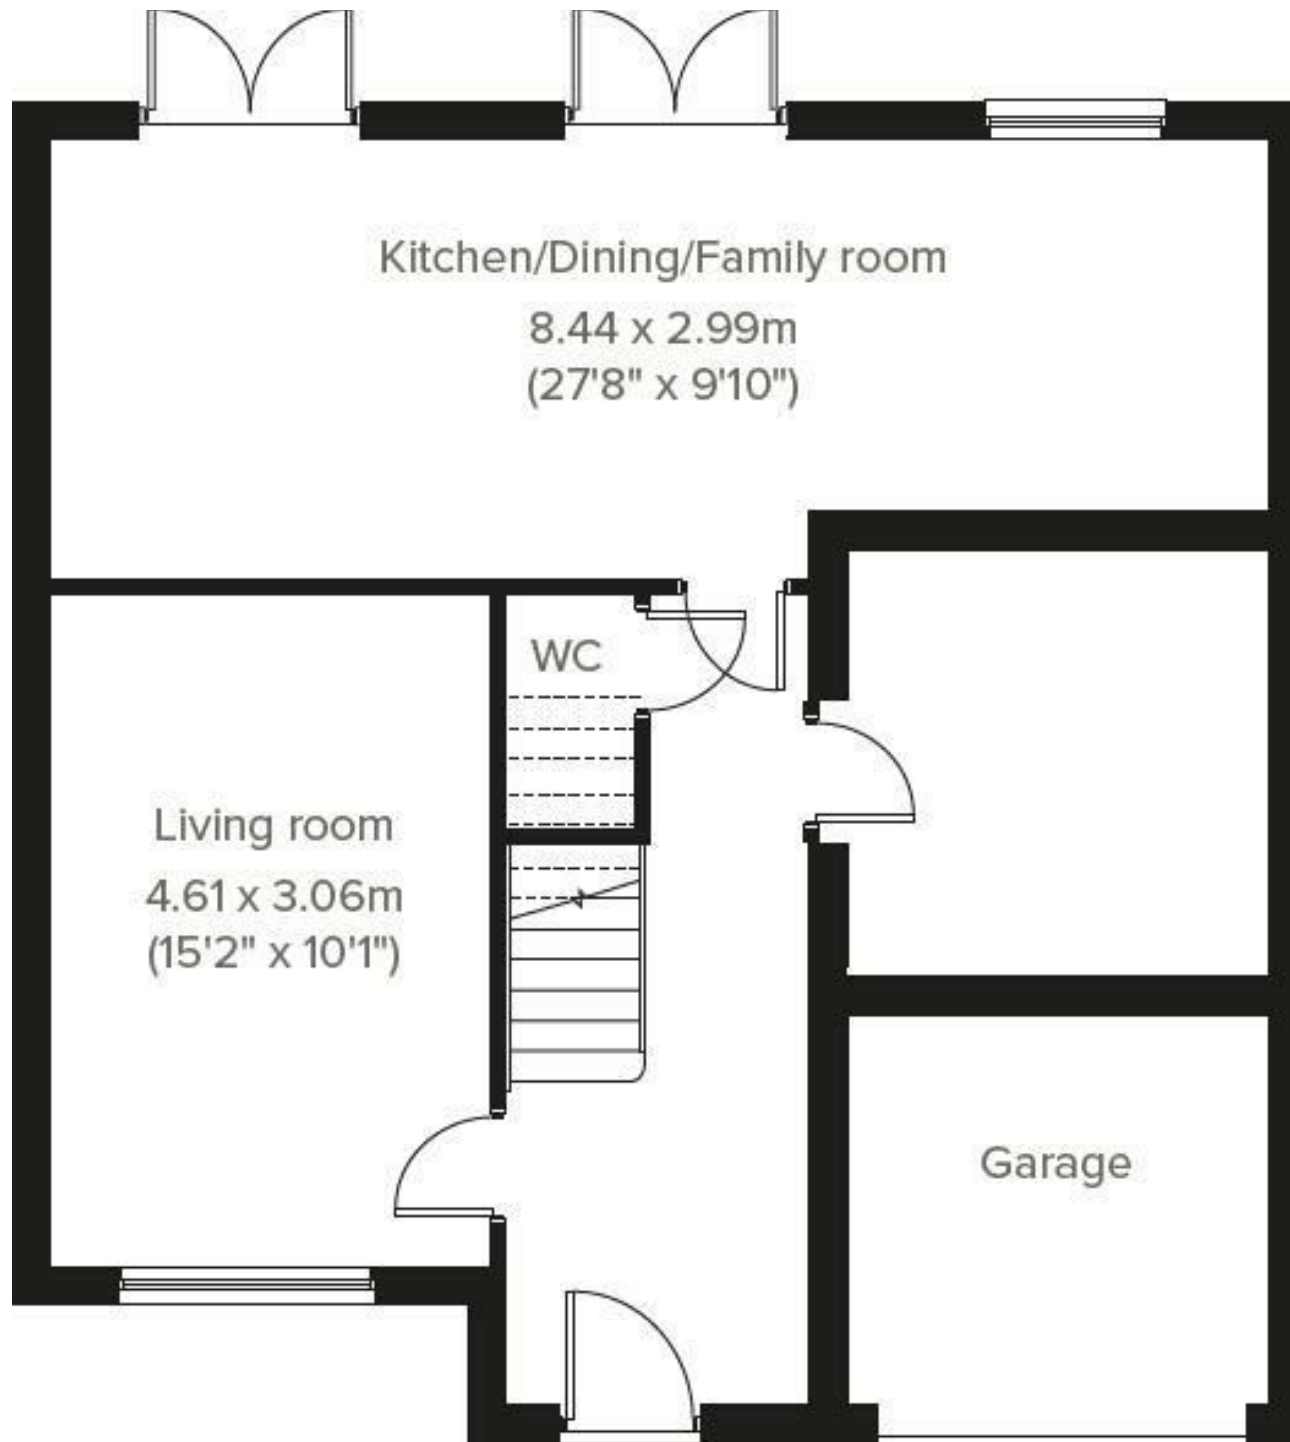 Kitchen/Dining/Family room
8.44 x 2.99m
(27'8" x 9'10")
WC
Living room
4.61 x 3.06m
(15'2" x 10'1")
Garage